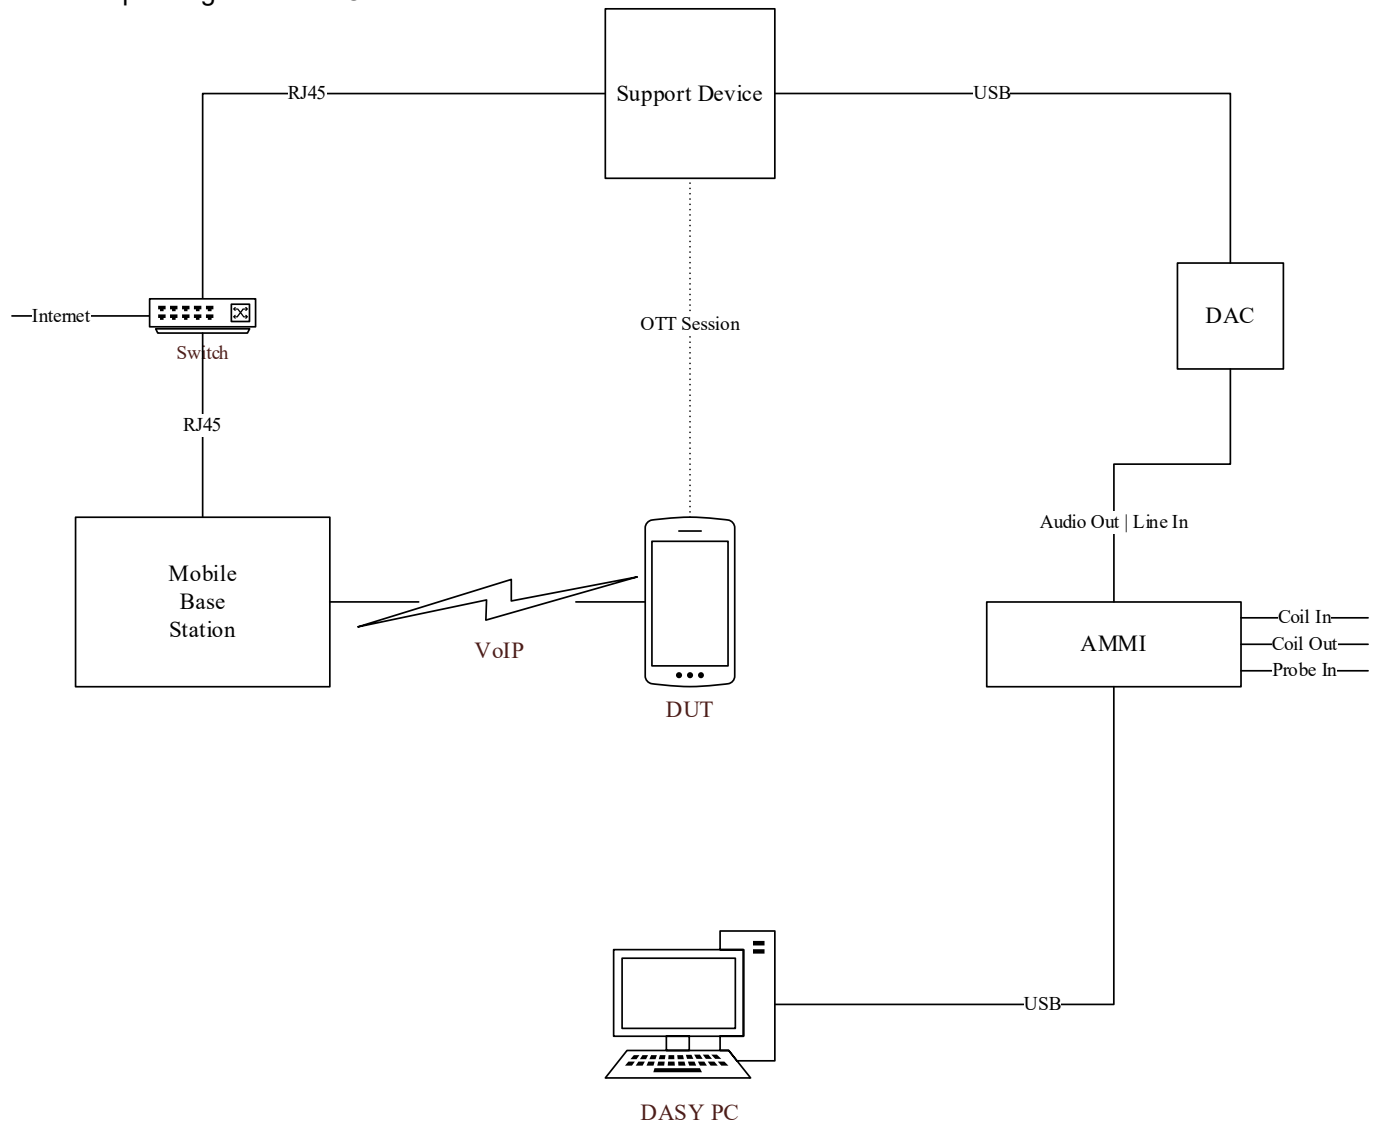 Support Device
RJ45
USB
Internet
Switch
DAC
OTT Session
RJ45
Audio Out | Line In
Mobile
Base
Station
VoIP
DUT
AMMI
Coil In
Coil Out
Probe In
USB
DASY PC